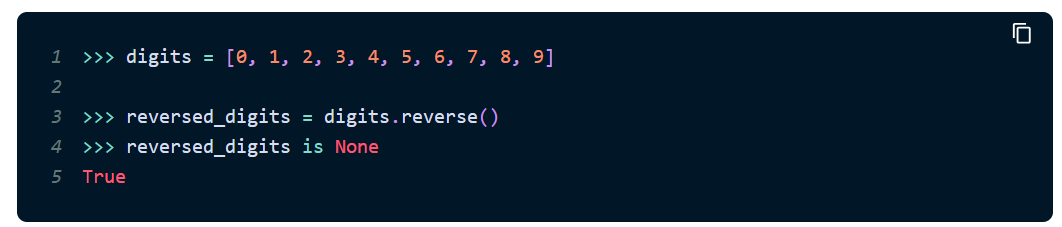 1 >>> digits = [0, 1, 2, 3, 4, 5, 6, 7, 8, 9]
2
3 >>> reversed_digits = digits.reverse()
4 >>> reversed_digits is None
5 True